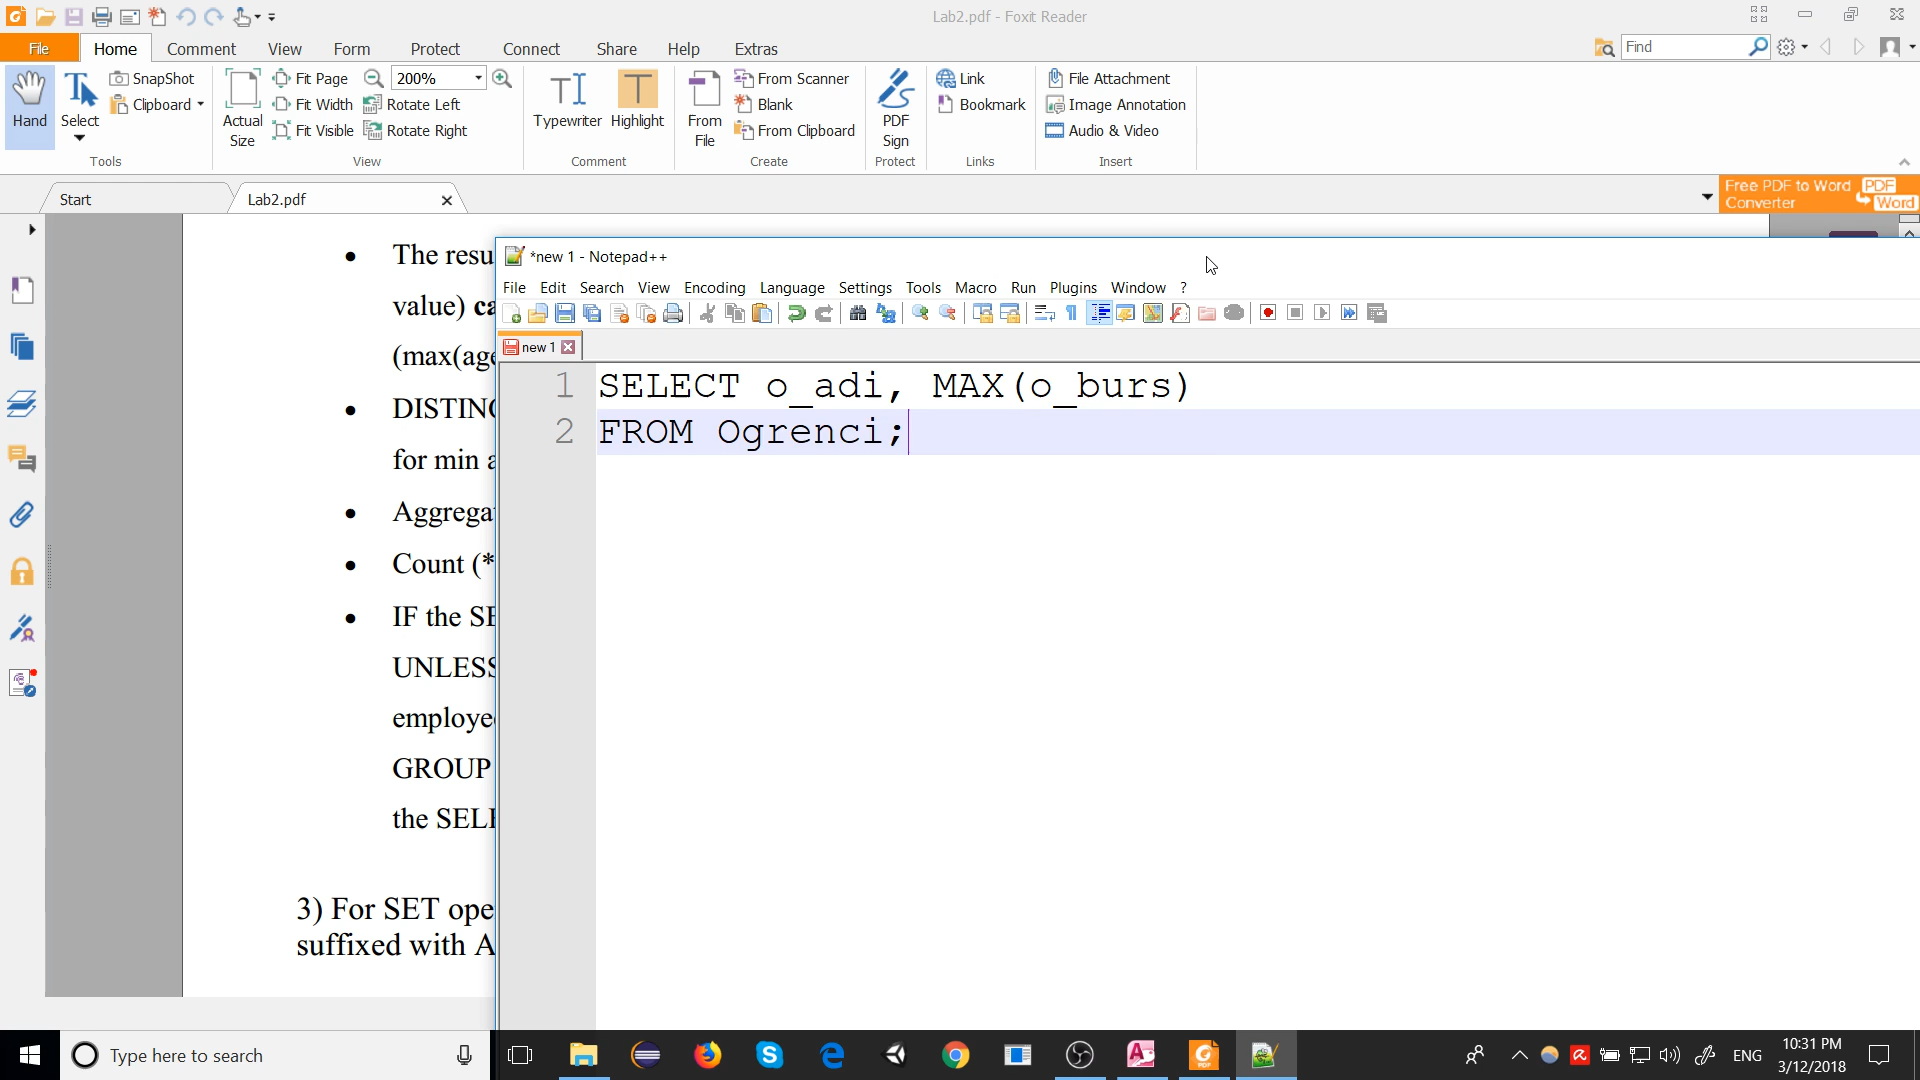 Lab2.pdf - Foxit Reader
File Home Comment View Form Protect Connect Share Help Extras
Find
Hand
Select
SnapShot
Clipboard
Tools
Actual Size
Fit Page
Fit Width
Fit Visible
200%
Rotate Left
Rotate Right
View
Typewriter
Highlight
Comment
From File
From Scanner
Blank
From Clipboard
Create
PDF Sign
Protect
Link
Bookmark
Links
File Attachment
Image Annotation
Audio & Video
Insert
Start
Lab2.pdf
Free PDF to Word Converter
PDF
Word
• The resu
value) ca
(max(age
• DISTINC
for min a
• Aggrega
• Count (*
• IF the SE
UNLESS
employe
GROUP
the SELE
3) For SET ope
suffixed with A
*new 1 - Notepad++
File Edit Search View Encoding Language Settings Tools Macro Run Plugins Window ?
new 1
1 SELECT o_adi, MAX(o_burs)
2 FROM Ogrenci;
Type here to search
ENG
10:31 PM
3/12/2018